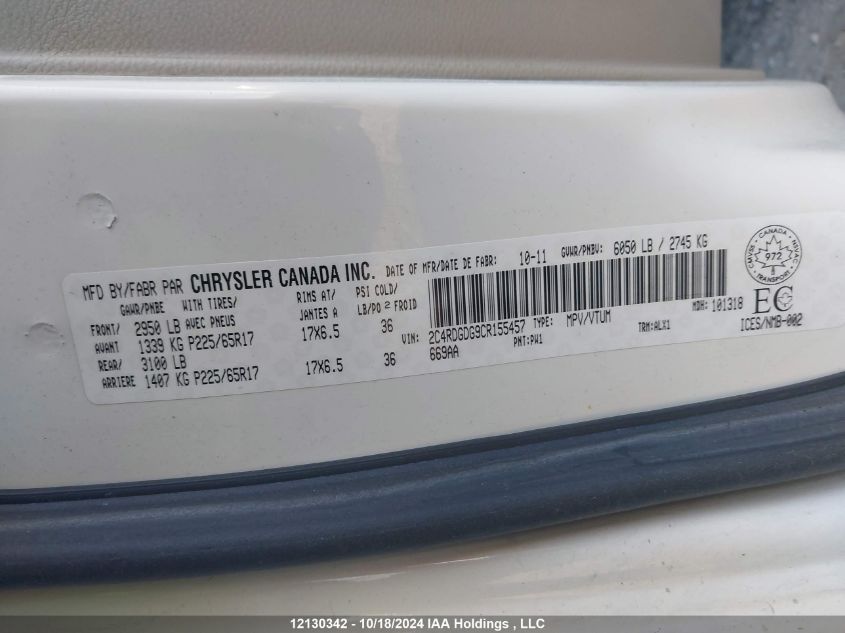 MFD BY/FABR PAR CHRYSLER CANADA INC. DATE OF MFR/DATE DE FABR: 10-11 GVWR/PNBV: 6050 LB / 2745 KG
GAWR/PNBE WITH TIRES/ RIMS AT/ PSI COLD/
AVEC PNEUS JANTES A LB/PO² FROID
FRONT/ 2950 LB
AVANT 1339 KG P225/65R17 17X6.5 36
REAR/ 3100 LB
ARRIERE 1407 KG P225/65R17 17X6.5 36
MDH: 101318
VIN: 2C4RDGDG9CR155457 TYPE: MPV/VTUM
669AA PNT: PW1 TRM: ALX1
CANADA
CMVSS 972 NSVAC
TRANSPORT
EC
ICES/NMB-002
12130342 - 10/18/2024 IAA Holdings , LLC